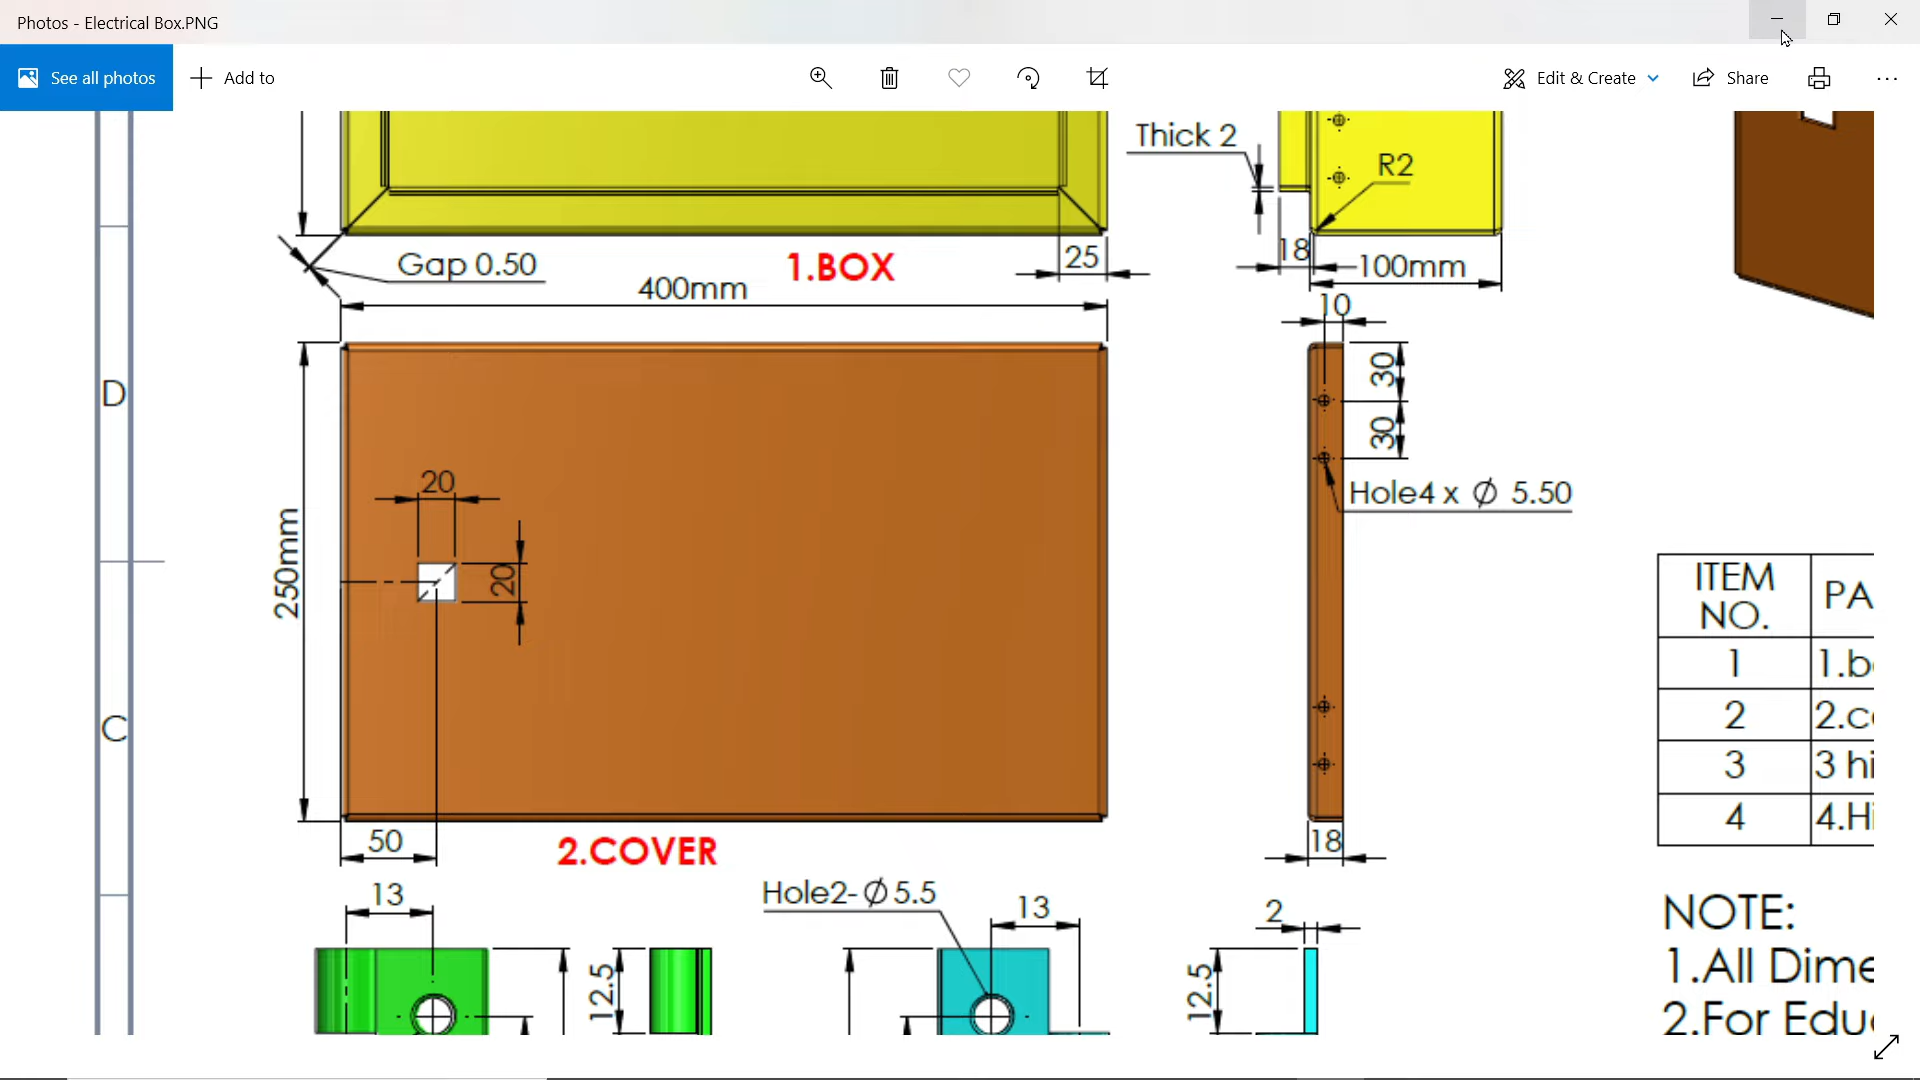 Photos - Electrical Box.PNG
See all photos
Add to
Edit & Create
Share
Thick 2
R2
Gap 0.50
1.BOX
25
18
100mm
400mm
10
D
30
30
20
Hole4 x Ø 5.50
250mm
20
ITEM NO.
PA
1
1.b
2
2.c
3
3 hi
4
4.Hi
C
50
2.COVER
18
13
Hole2-Ø5.5
13
2
12.5
12.5
NOTE:
1.All Dime
2.For Edu